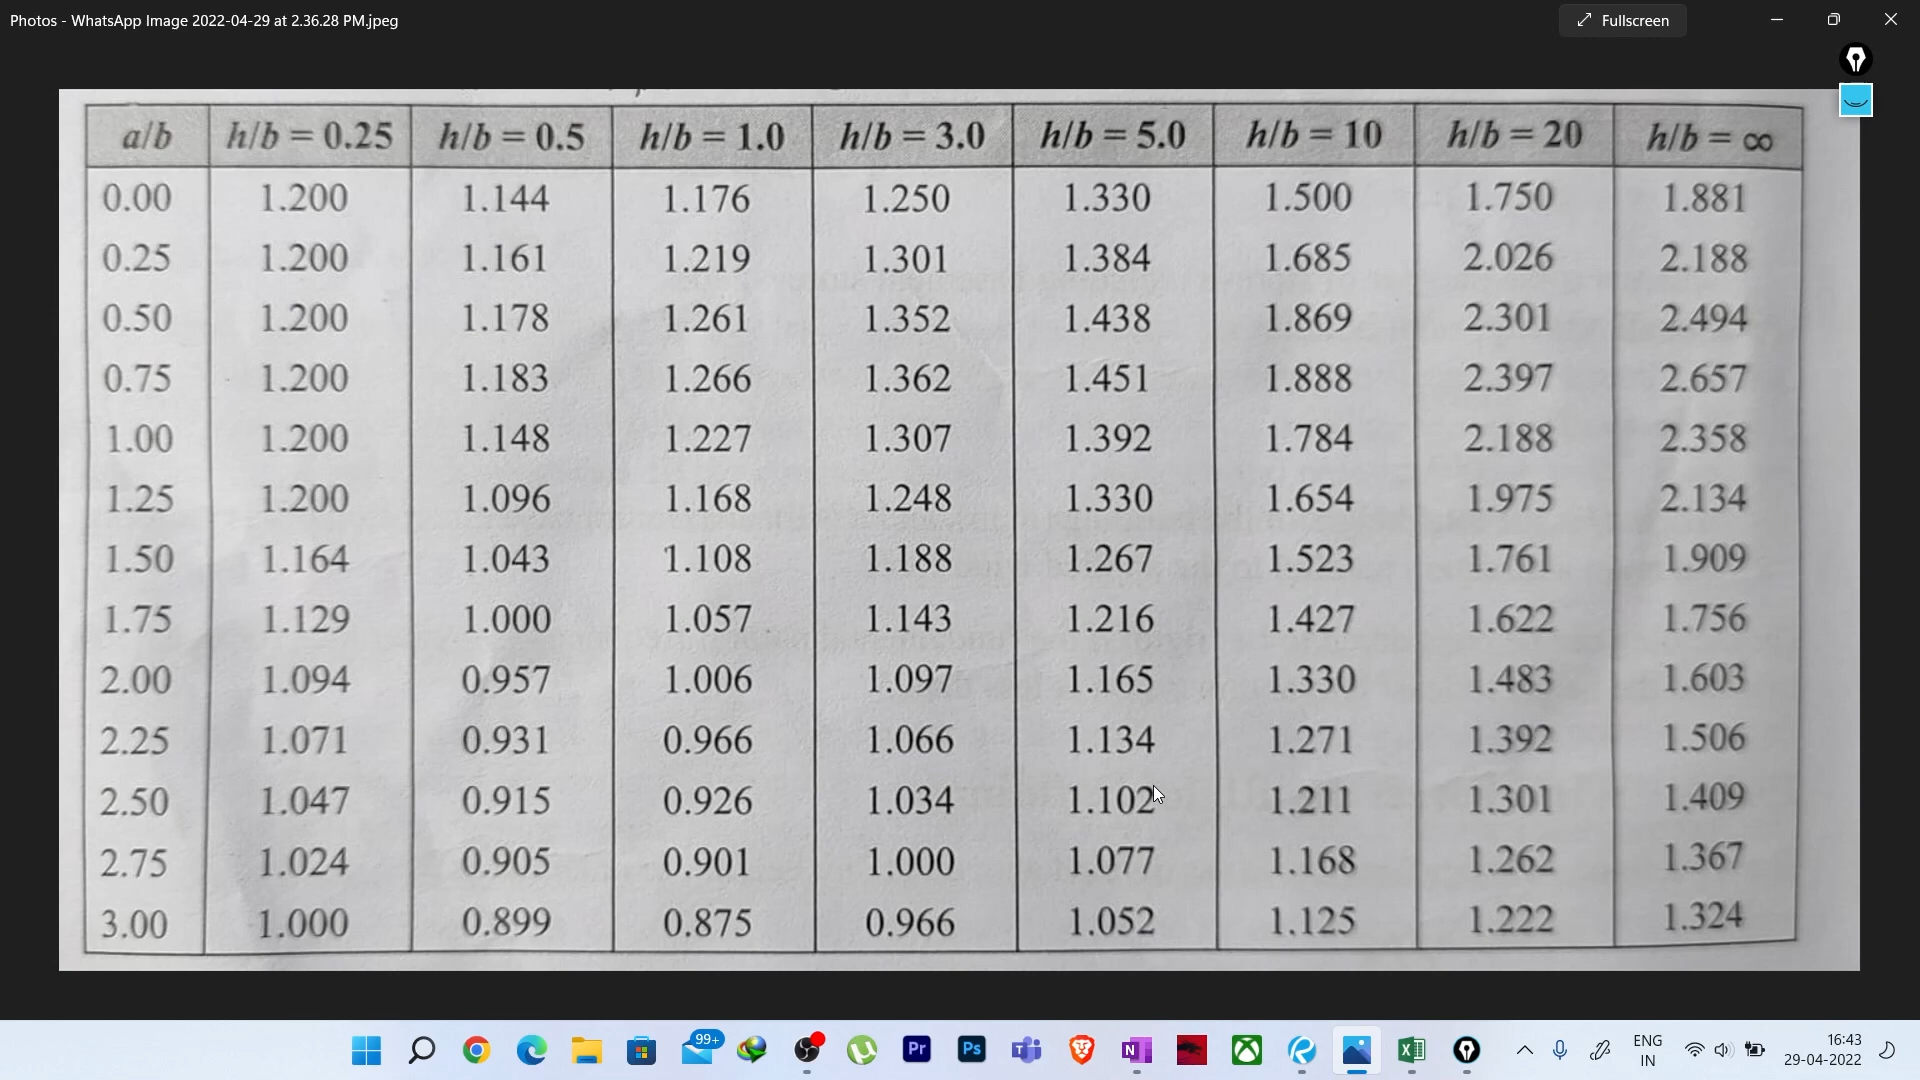 Photos - WhatsApp Image 2022-04-29 at 2.36.28 PM.jpeg
Fullscreen
a/b h/b = 0.25 h/b = 0.5 h/b = 1.0 h/b = 3.0 h/b = 5.0 h/b = 10 h/b = 20 h/b = ∞
0.00 1.200 1.144 1.176 1.250 1.330 1.500 1.750 1.881
0.25 1.200 1.161 1.219 1.301 1.384 1.685 2.026 2.188
0.50 1.200 1.178 1.261 1.352 1.438 1.869 2.301 2.494
0.75 1.200 1.183 1.266 1.362 1.451 1.888 2.397 2.657
1.00 1.200 1.148 1.227 1.307 1.392 1.784 2.188 2.358
1.25 1.200 1.096 1.168 1.248 1.330 1.654 1.975 2.134
1.50 1.164 1.043 1.108 1.188 1.267 1.523 1.761 1.909
1.75 1.129 1.000 1.057 1.143 1.216 1.427 1.622 1.756
2.00 1.094 0.957 1.006 1.097 1.165 1.330 1.483 1.603
2.25 1.071 0.931 0.966 1.066 1.134 1.271 1.392 1.506
2.50 1.047 0.915 0.926 1.034 1.102 1.211 1.301 1.409
2.75 1.024 0.905 0.901 1.000 1.077 1.168 1.262 1.367
3.00 1.000 0.899 0.875 0.966 1.052 1.125 1.222 1.324
99+
Pr Ps
ENG
IN
16:43
29-04-2022